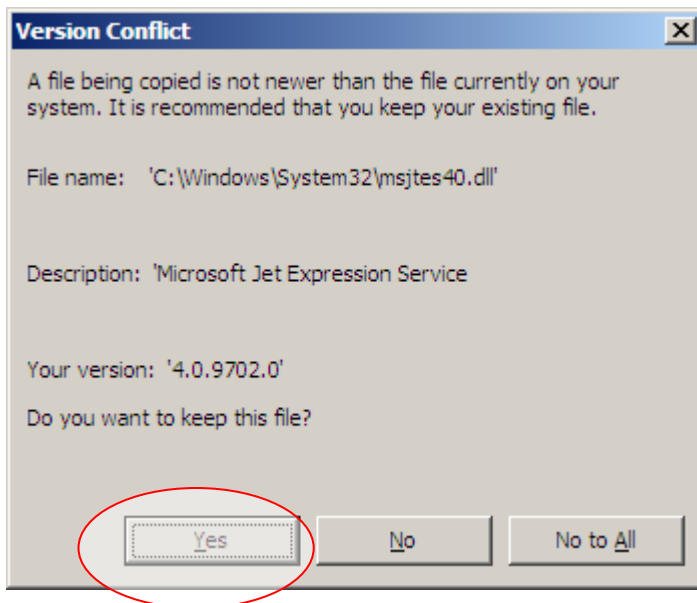 Version Conflict
A file being copied is not newer than the file currently on your
system. It is recommended that you keep your existing file.
File name: 'C:\Windows\System32\msjtes40.dll'
Description: 'Microsoft Jet Expression Service
Your version: '4.0.9702.0'
Do you want to keep this file?
Yes No No to All